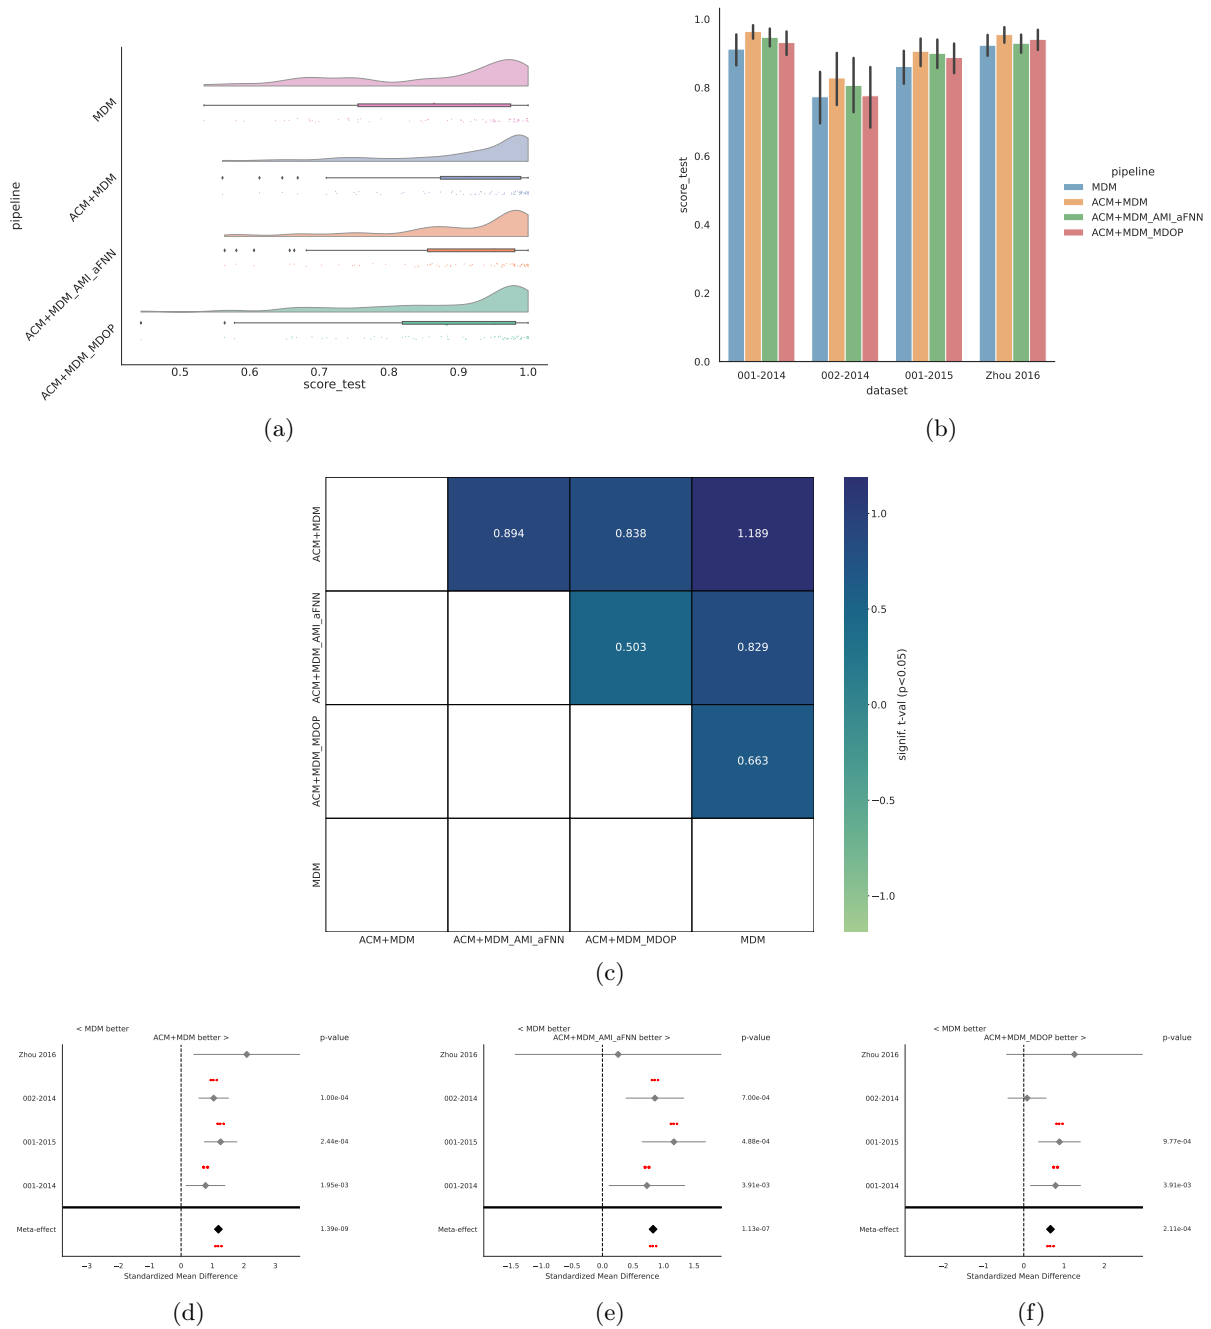 pipeline
MDM
ACM+MDM
ACM+MDM_AMI_aFNN
ACM+MDM_MDOP
0.5 0.6 0.7 0.8 0.9 1.0
score_test
(a)
score_test
1.0
0.8
0.6
0.4
0.2
0.0
001-2014 002-2014 001-2015 Zhou 2016
dataset
pipeline
MDM
ACM+MDM
ACM+MDM_AMI_aFNN
ACM+MDM_MDOP
(b)
ACM+MDM
ACM+MDM_AMI_aFNN
ACM+MDM_MDOP
MDM
0.894 0.838 1.189
0.503 0.829
0.663
ACM+MDM ACM+MDM_AMI_aFNN ACM+MDM_MDOP MDM
1.0
0.5
0.0
−0.5
−1.0
signif. t-val (p<0.05)
(c)
< MDM better
ACM+MDM better >
p-value
Zhou 2016
002-2014 1.00e-04
001-2015 2.44e-04
001-2014 1.95e-03
Meta-effect 1.39e-09
−3 −2 −1 0 1 2 3
Standardized Mean Difference
(d)
< MDM better
ACM+MDM_AMI_aFNN better >
p-value
Zhou 2016
002-2014 7.00e-04
001-2015 4.88e-04
001-2014 3.91e-03
Meta-effect 1.13e-07
−1.5 −1.0 −0.5 0.0 0.5 1.0 1.5
Standardized Mean Difference
(e)
< MDM better
ACM+MDM_MDOP better >
p-value
Zhou 2016
002-2014
001-2015 9.77e-04
001-2014 3.91e-03
Meta-effect 2.11e-04
−2 −1 0 1 2
Standardized Mean Difference
(f)